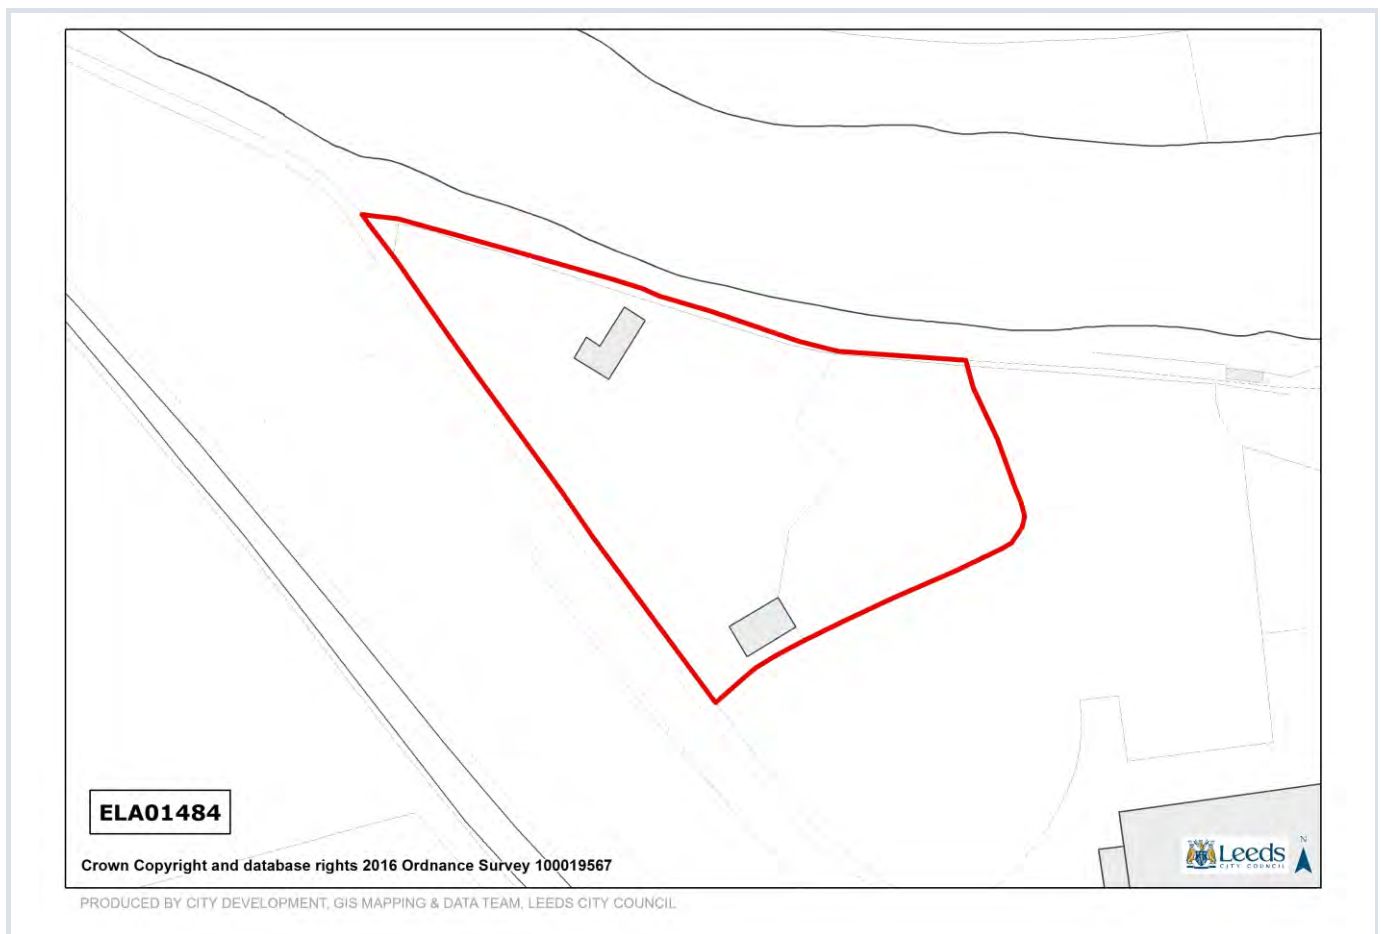 ELA01484
Crown Copyright and database rights 2016 Ordnance Survey 100019567
N
Leeds
CITY COUNCIL
PRODUCED BY CITY DEVELOPMENT, GIS MAPPING & DATA TEAM, LEEDS CITY COUNCIL